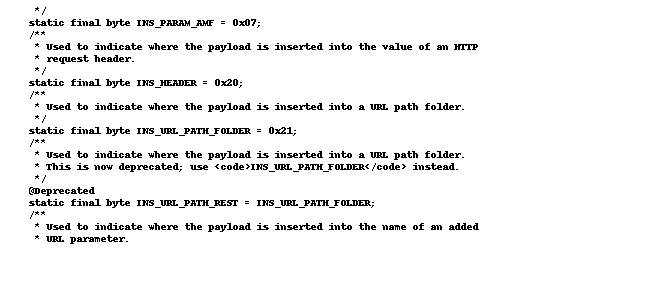 */
static final byte INS_PARAM_AMF = 0x07;
/**
* Used to indicate where the payload is inserted into the value of an HTTP
* request header.
*/
static final byte INS_HEADER = 0x20;
/**
* Used to indicate where the payload is inserted into a URL path folder.
*/
static final byte INS_URL_PATH_FOLDER = 0x21;
/**
* Used to indicate where the payload is inserted into a URL path folder.
* This is now deprecated; use <code>INS_URL_PATH_FOLDER</code> instead.
*/
@Deprecated
static final byte INS_URL_PATH_REST = INS_URL_PATH_FOLDER;
/**
* Used to indicate where the payload is inserted into the name of an added
* URL parameter.